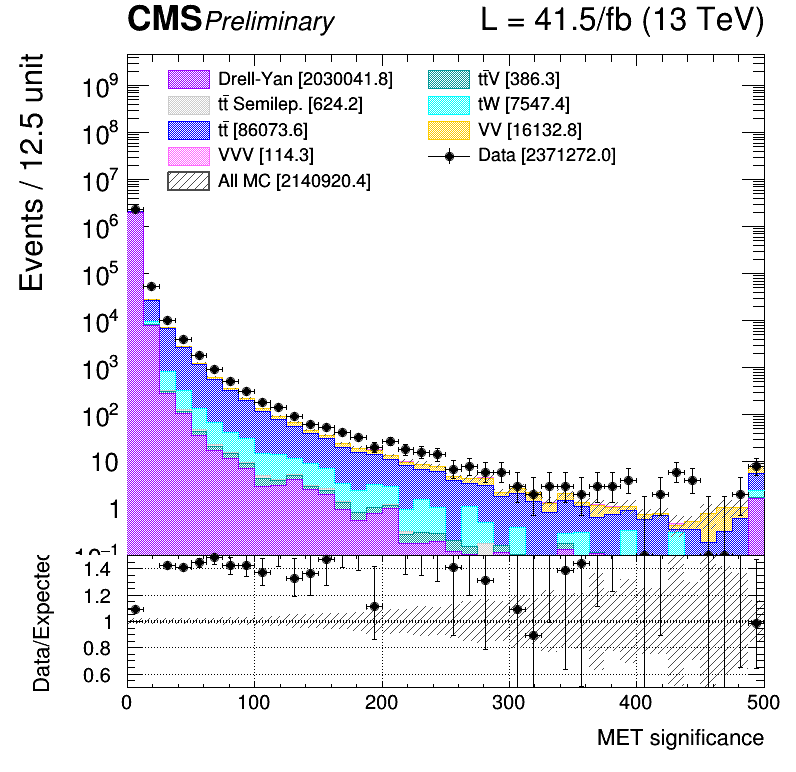 CMS Preliminary L = 41.5/fb (13 TeV)
Events / 12.5 unit
Drell-Yan [2030041.8]
tt̄ Semilep. [624.2]
tt̄ [86073.6]
VVV [114.3]
All MC [2140920.4]
tt̄V [386.3]
tW [7547.4]
VV [16132.8]
Data [2371272.0]
10⁹
10⁸
10⁷
10⁶
10⁵
10⁴
10³
10²
10
1
10⁻¹
Data/Expected
1.4
1.2
1
0.8
0.6
0 100 200 300 400 500
MET significance